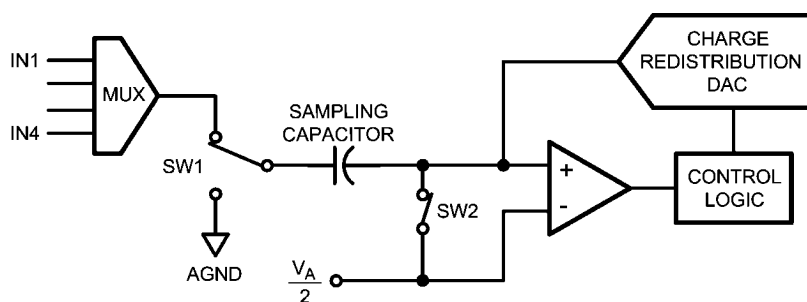 IN1
IN4
MUX
SW1
AGND
SAMPLING
CAPACITOR
SW2
V_A
2
+
-
CHARGE
REDISTRIBUTION
DAC
CONTROL
LOGIC